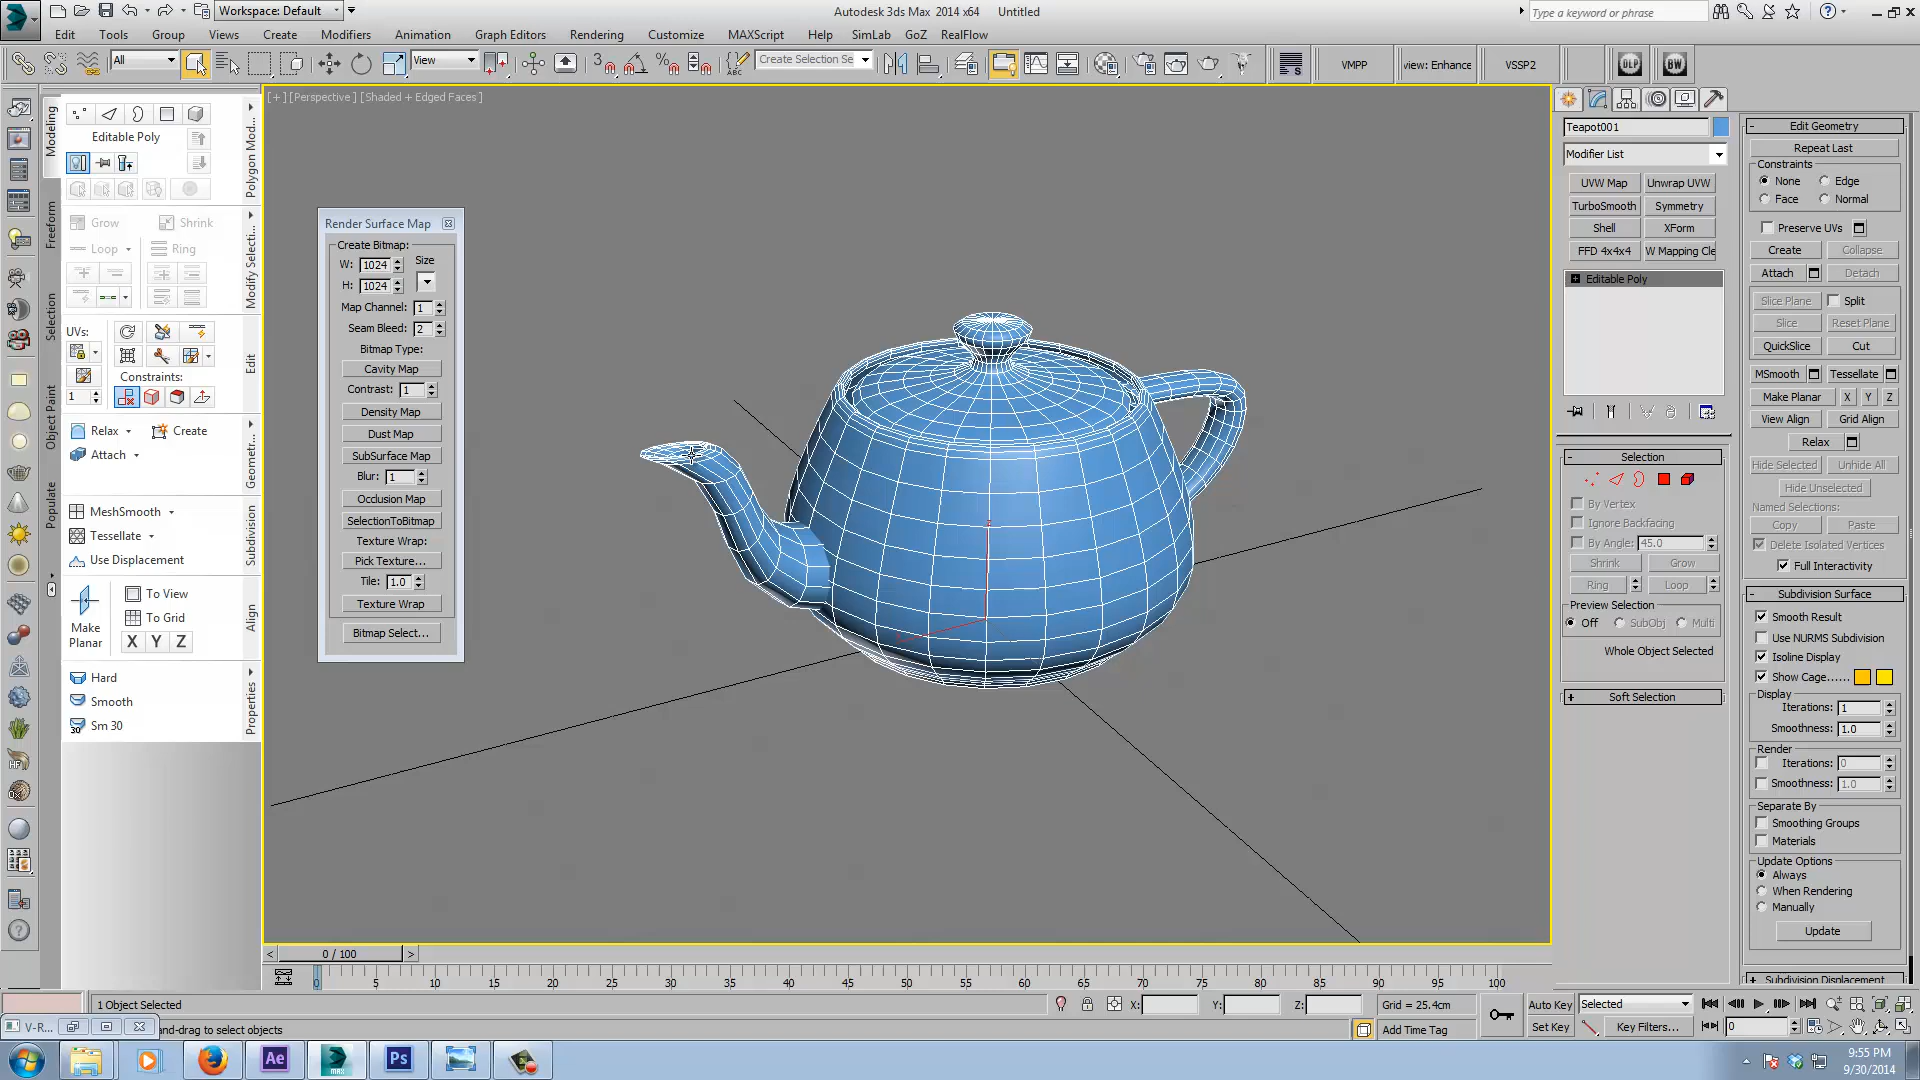 Workspace: Default
Autodesk 3ds Max 2014 x64 Untitled
Type a keyword or phrase
Edit Tools Group Views Create Modifiers Animation Graph Editors Rendering Customize MAXScript Help SimLab GoZ RealFlow
All
View
Create Selection Se
VMPP
view: Enhance
VSSP2
[+] [Perspective] [Shaded + Edged Faces]
Modeling
Freeform
Selection
Object Paint
Populate
Editable Poly
Polygon Mod...
Grow Shrink
Loop Ring
Modify Selecti...
UVs:
Constraints:
1
Edit
Relax Create
Attach
Geometr...
MeshSmooth
Tessellate
Use Displacement
Subdivision
Make
Planar
To View
To Grid
X Y Z
Align
Hard
Smooth
30 Sm 30
Properties
Render Surface Map
Create Bitmap:
W: 1024 Size
H: 1024
Map Channel: 1
Seam Bleed: 2
Bitmap Type:
Cavity Map
Contrast: 1
Density Map
Dust Map
SubSurface Map
Blur: 1
Occlusion Map
SelectionToBitmap
Texture Wrap:
Pick Texture...
Tile: 1.0
Texture Wrap
Bitmap Select...
Teapot001
Modifier List
UVW Map Unwrap UVW
TurboSmooth Symmetry
Shell XForm
FFD 4x4x4 W Mapping Cle
Editable Poly
Selection
By Vertex
Ignore Backfacing
By Angle: 45.0
Shrink Grow
Ring Loop
Preview Selection
Off SubObj Multi
Whole Object Selected
Soft Selection
Edit Geometry
Repeat Last
Constraints
None Edge
Face Normal
Preserve UVs
Create Collapse
Attach Detach
Slice Plane Split
Slice Reset Plane
QuickSlice Cut
MSmooth Tessellate
Make Planar X Y Z
View Align Grid Align
Relax
Hide Selected Unhide All
Hide Unselected
Named Selections:
Copy Paste
Delete Isolated Vertices
Full Interactivity
Subdivision Surface
Smooth Result
Use NURMS Subdivision
Isoline Display
Show Cage......
Display
Iterations: 1
Smoothness: 1.0
Render
Iterations: 0
Smoothness: 1.0
Separate By
Smoothing Groups
Materials
Update Options
Always
When Rendering
Manually
Update
Subdivision Displacement
< 0 / 100 >
0 5 10 15 20 25 30 35 40 45 50 55 60 65 70 75 80 85 90 95 100
1 Object Selected
X: Y: Z:
Grid = 25.4cm
Auto Key Selected
V-R...
and-drag to select objects
Add Time Tag
Set Key Key Filters...
0
Ae
MAX
Ps
9:55 PM
9/30/2014